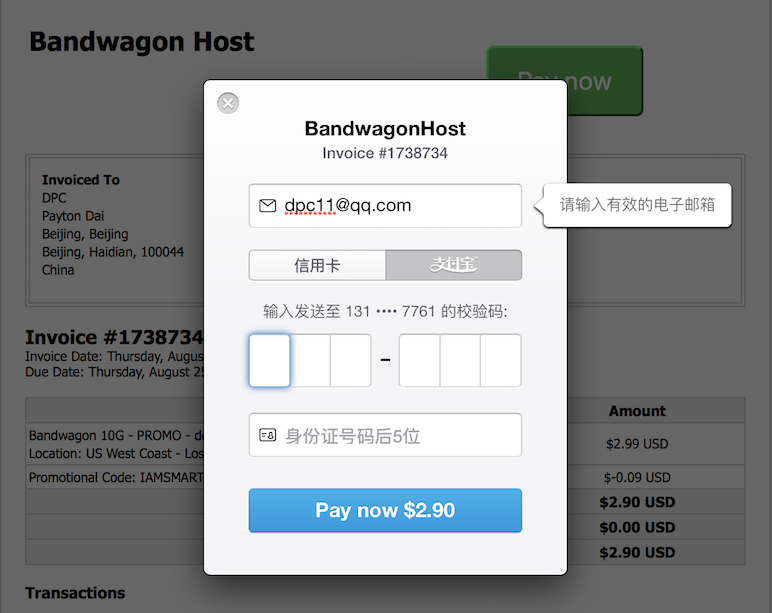 Bandwagon Host
Pay now
BandwagonHost
Invoice #1738734
Invoiced To
DPC
Payton Dai
Beijing, Beijing
Beijing, Haidian, 100044
China
dpc11@qq.com
请输入有效的电子邮箱
信用卡
支付宝
输入发送至 131 •••• 7761 的校验码:
Invoice #1738734
Invoice Date: Thursday, Augus
Due Date: Thursday, August 25
–
Amount
Bandwagon 10G - PROMO - d
$2.99 USD
Location: US West Coast - Los
身份证号码后5位
Promotional Code: IAMSMART
$-0.09 USD
$2.90 USD
Pay now $2.90
$0.00 USD
$2.90 USD
Transactions